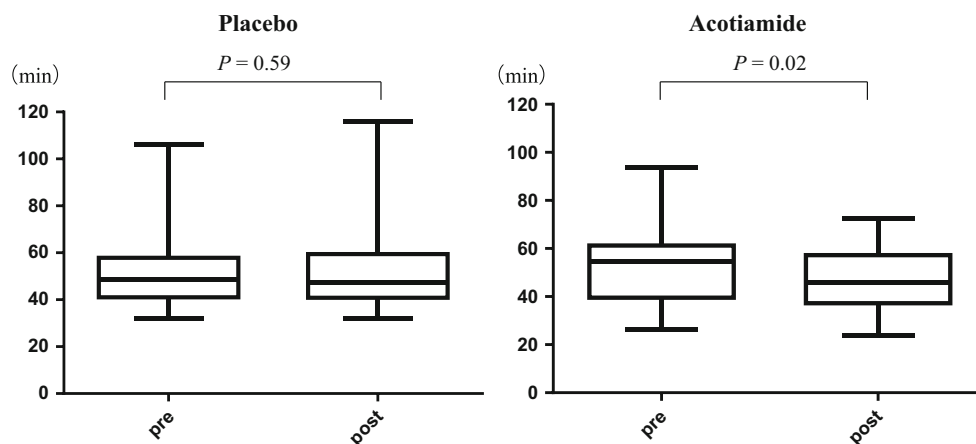 Placebo
P = 0.59
(min)
120
100
80
60
40
20
0
pre
post
Acotiamide
P = 0.02
(min)
120
100
80
60
40
20
0
pre
post